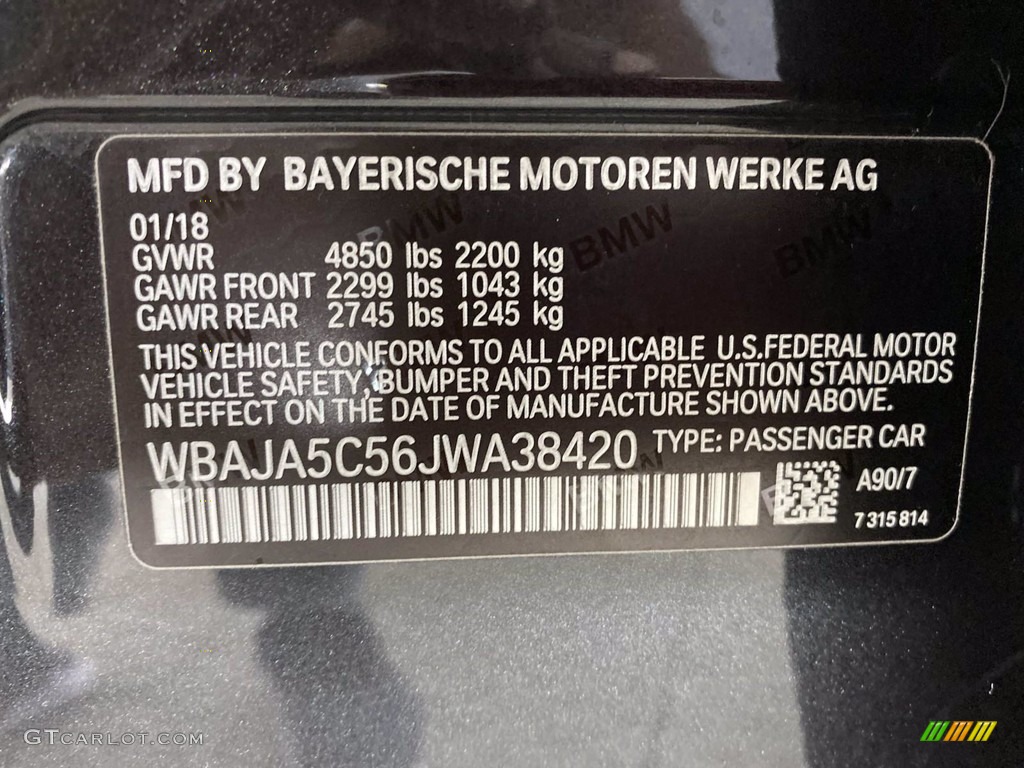 MFD BY BAYERISCHE MOTOREN WERKE AG
01/18
GVWR 4850 lbs 2200 kg
GAWR FRONT 2299 lbs 1043 kg
GAWR REAR 2745 lbs 1245 kg
THIS VEHICLE CONFORMS TO ALL APPLICABLE U.S.FEDERAL MOTOR
VEHICLE SAFETY, BUMPER AND THEFT PREVENTION STANDARDS
IN EFFECT ON THE DATE OF MANUFACTURE SHOWN ABOVE.
WBAJA5C56JWA38420 TYPE: PASSENGER CAR
A90/7
7315814
GTCARLOT.COM